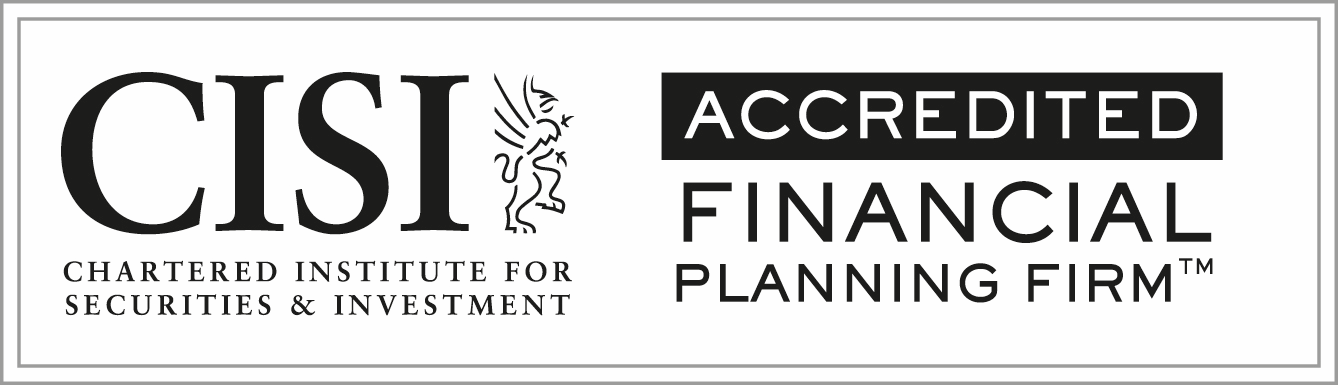 CISI
CHARTERED INSTITUTE FOR
SECURITIES & INVESTMENT
ACCREDITED
FINANCIAL
PLANNING FIRM™